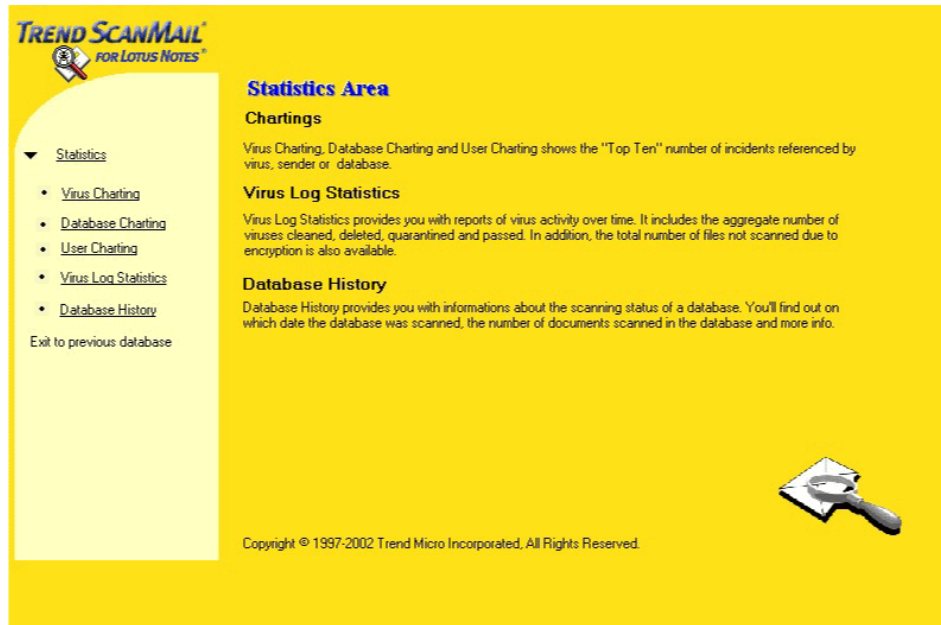 TREND SCANMAIL™
FOR LOTUS NOTES®
Statistics
Virus Charting
Database Charting
User Charting
Virus Log Statistics
Database History
Exit to previous database
Statistics Area
Chartings
Virus Charting, Database Charting and User Charting shows the "Top Ten" number of incidents referenced by
virus, sender or database.
Virus Log Statistics
Virus Log Statistics provides you with reports of virus activity over time. It includes the aggregate number of
viruses cleaned, deleted, quarantined and passed. In addition, the total number of files not scanned due to
encryption is also available.
Database History
Database History provides you with informations about the scanning status of a database. You'll find out on
which date the database was scanned, the number of documents scanned in the database and more info.
Copyright © 1997-2002 Trend Micro Incorporated, All Rights Reserved.